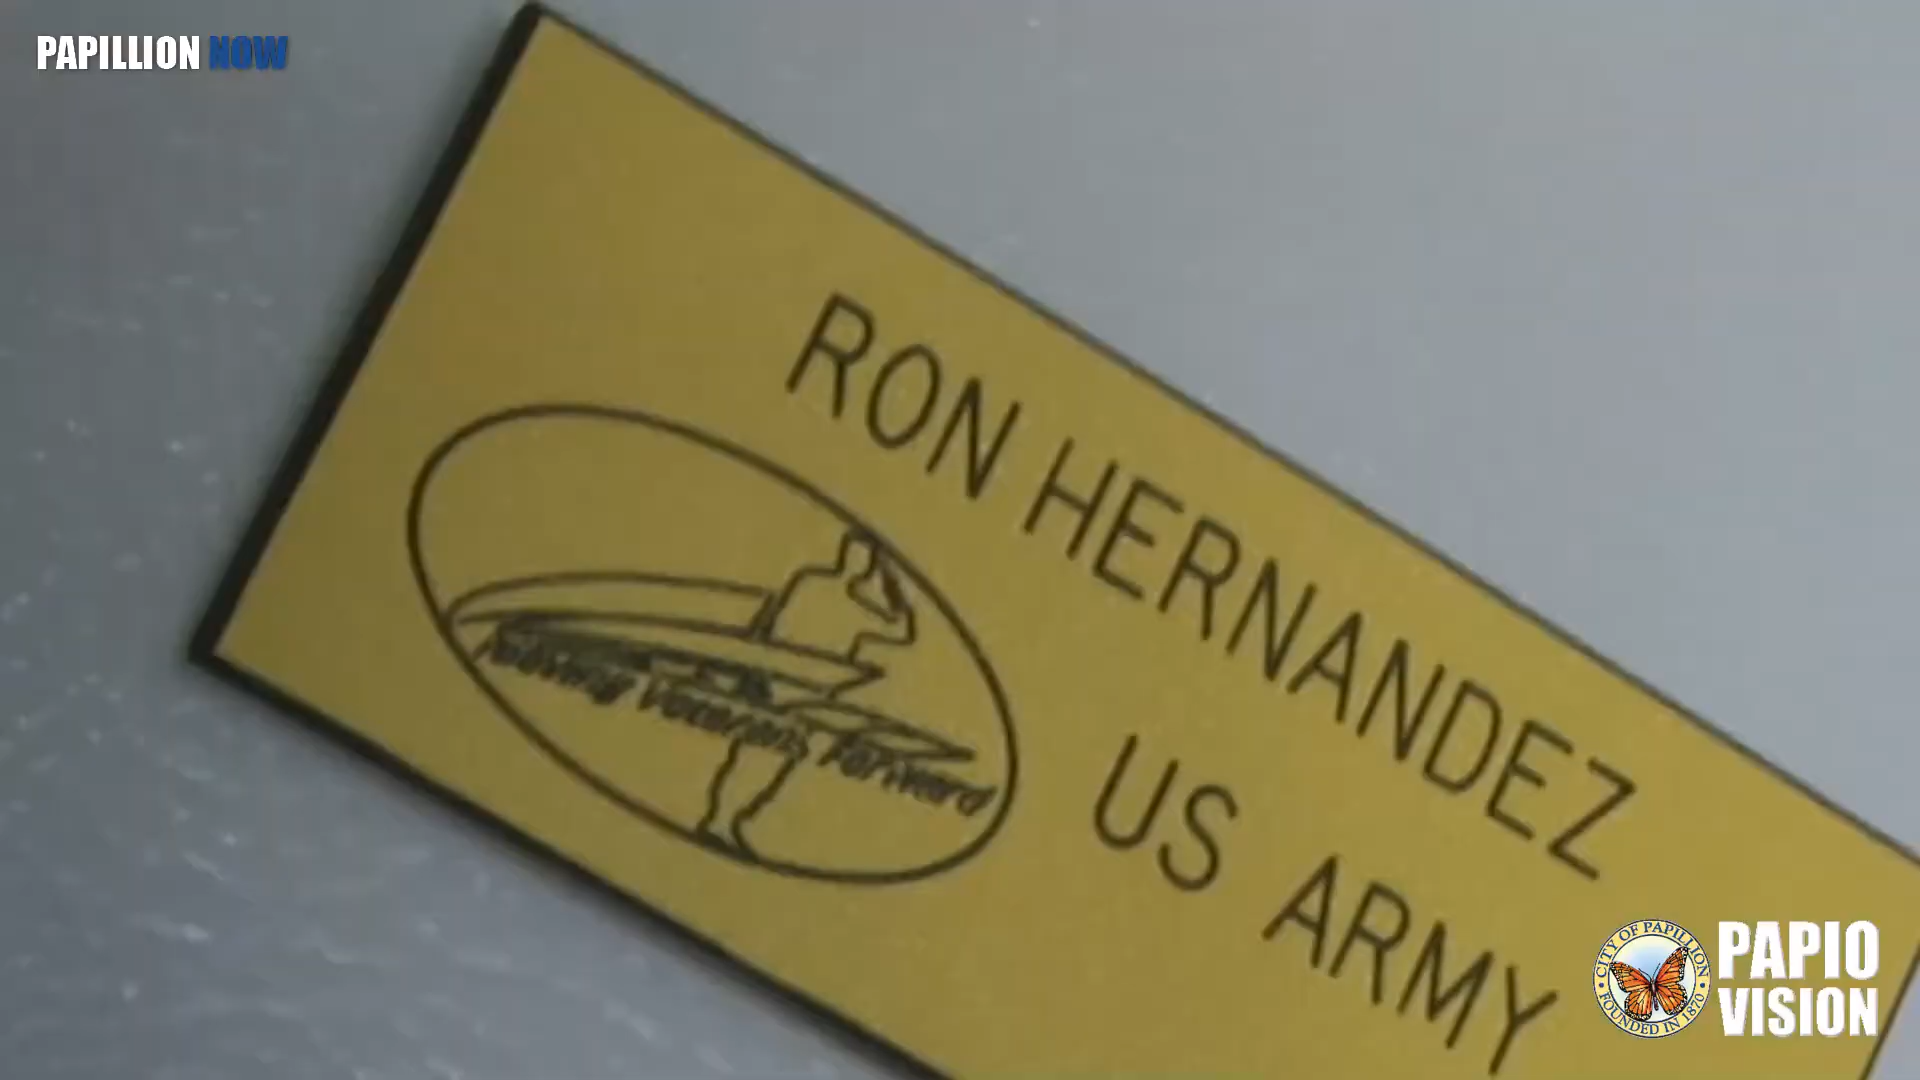 PAPILLION NOW
RON HERNANDEZ
US ARMY
Moving Veterans Forward
CITY OF PAPILLION
FOUNDED IN 1870
PAPIO
VISION